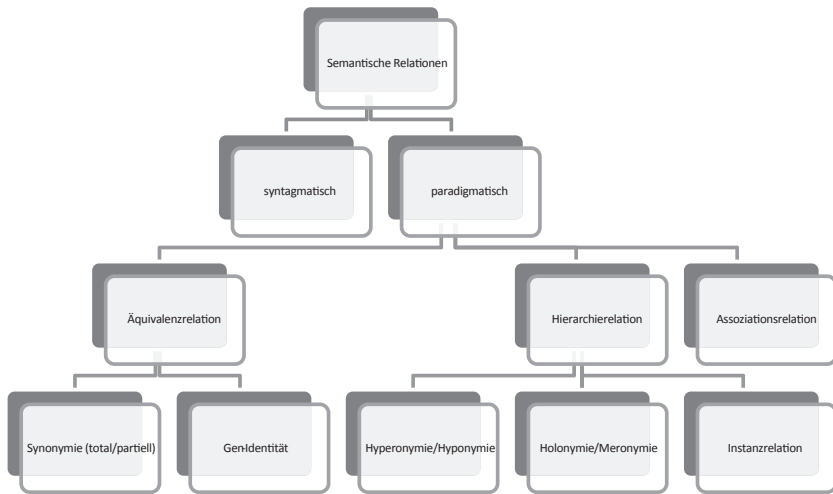 Semantische Relationen
syntagmatisch
paradigmatisch
Äquivalenzrelation
Hierarchierelation
Assoziationsrelation
Synonymie (total/partiell)
Gen-Identität
Hyperonymie/Hyponymie
Holonymie/Meronymie
Instanzrelation